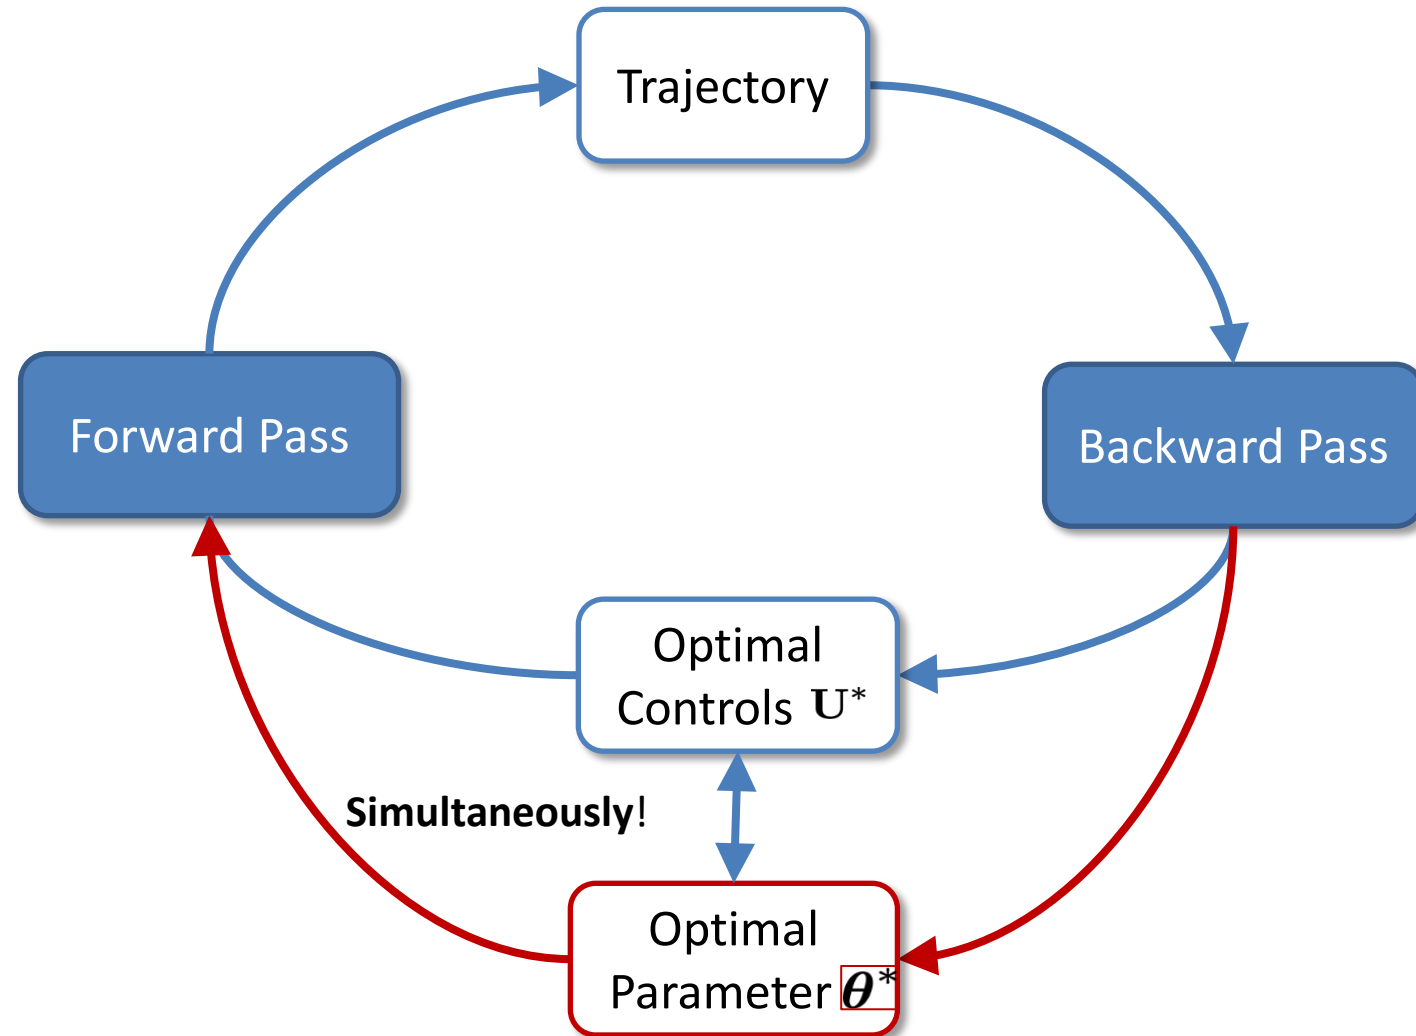 Trajectory
Forward Pass
Backward Pass
Optimal
Controls U*
Simultaneously!
Optimal
Parameter θ*